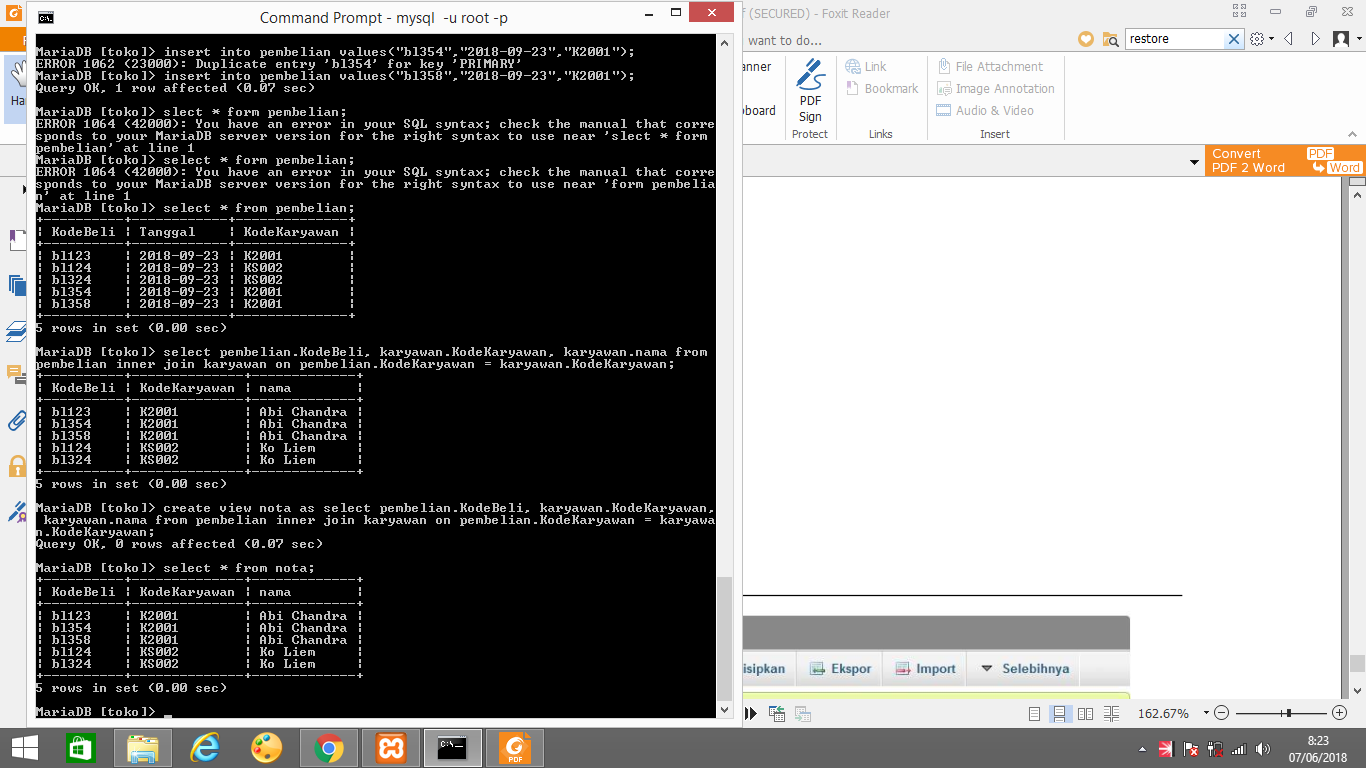 Command Prompt - mysql  -u root -p
f (SECURED) - Foxit Reader
want to do...
restore
anner
pboard
PDF
Sign
Protect
Link
Bookmark
Links
File Attachment
Image Annotation
Audio & Video
Insert
Convert
PDF 2 Word
PDF
Word
Ha
MariaDB [toko]> insert into pembelian values("bl354","2018-09-23","K2001");
ERROR 1062 (23000): Duplicate entry 'bl354' for key 'PRIMARY'
MariaDB [toko]> insert into pembelian values("bl358","2018-09-23","K2001");
Query OK, 1 row affected (0.07 sec)
MariaDB [toko]> slect * form pembelian;
ERROR 1064 (42000): You have an error in your SQL syntax; check the manual that corre
sponds to your MariaDB server version for the right syntax to use near 'slect * form
pembelian' at line 1
MariaDB [toko]> select * form pembelian;
ERROR 1064 (42000): You have an error in your SQL syntax; check the manual that corre
sponds to your MariaDB server version for the right syntax to use near 'form pembelia
n' at line 1
MariaDB [toko]> select * from pembelian;
+----------+------------+--------------+
| KodeBeli | Tanggal    | KodeKaryawan |
+----------+------------+--------------+
| bl123    | 2018-09-23 | K2001        |
| bl124    | 2018-09-23 | KS002        |
| bl324    | 2018-09-23 | KS002        |
| bl354    | 2018-09-23 | K2001        |
| bl358    | 2018-09-23 | K2001        |
+----------+------------+--------------+
5 rows in set (0.00 sec)
MariaDB [toko]> select pembelian.KodeBeli, karyawan.KodeKaryawan, karyawan.nama from
pembelian inner join karyawan on pembelian.KodeKaryawan = karyawan.KodeKaryawan;
+----------+--------------+-------------+
| KodeBeli | KodeKaryawan | nama        |
+----------+--------------+-------------+
| bl123    | K2001        | Abi Chandra |
| bl354    | K2001        | Abi Chandra |
| bl358    | K2001        | Abi Chandra |
| bl124    | KS002        | Ko Liem     |
| bl324    | KS002        | Ko Liem     |
+----------+--------------+-------------+
5 rows in set (0.00 sec)
MariaDB [toko]> create view nota as select pembelian.KodeBeli, karyawan.KodeKaryawan,
 karyawan.nama from pembelian inner join karyawan on pembelian.KodeKaryawan = karyawa
n.KodeKaryawan;
Query OK, 0 rows affected (0.07 sec)
MariaDB [toko]> select * from nota;
+----------+--------------+-------------+
| KodeBeli | KodeKaryawan | nama        |
+----------+--------------+-------------+
| bl123    | K2001        | Abi Chandra |
| bl354    | K2001        | Abi Chandra |
| bl358    | K2001        | Abi Chandra |
| bl124    | KS002        | Ko Liem     |
| bl324    | KS002        | Ko Liem     |
+----------+--------------+-------------+
5 rows in set (0.00 sec)
MariaDB [toko]> _
isipkan
Ekspor
Import
Selebihnya
162.67%
PDF
8:23
07/06/2018